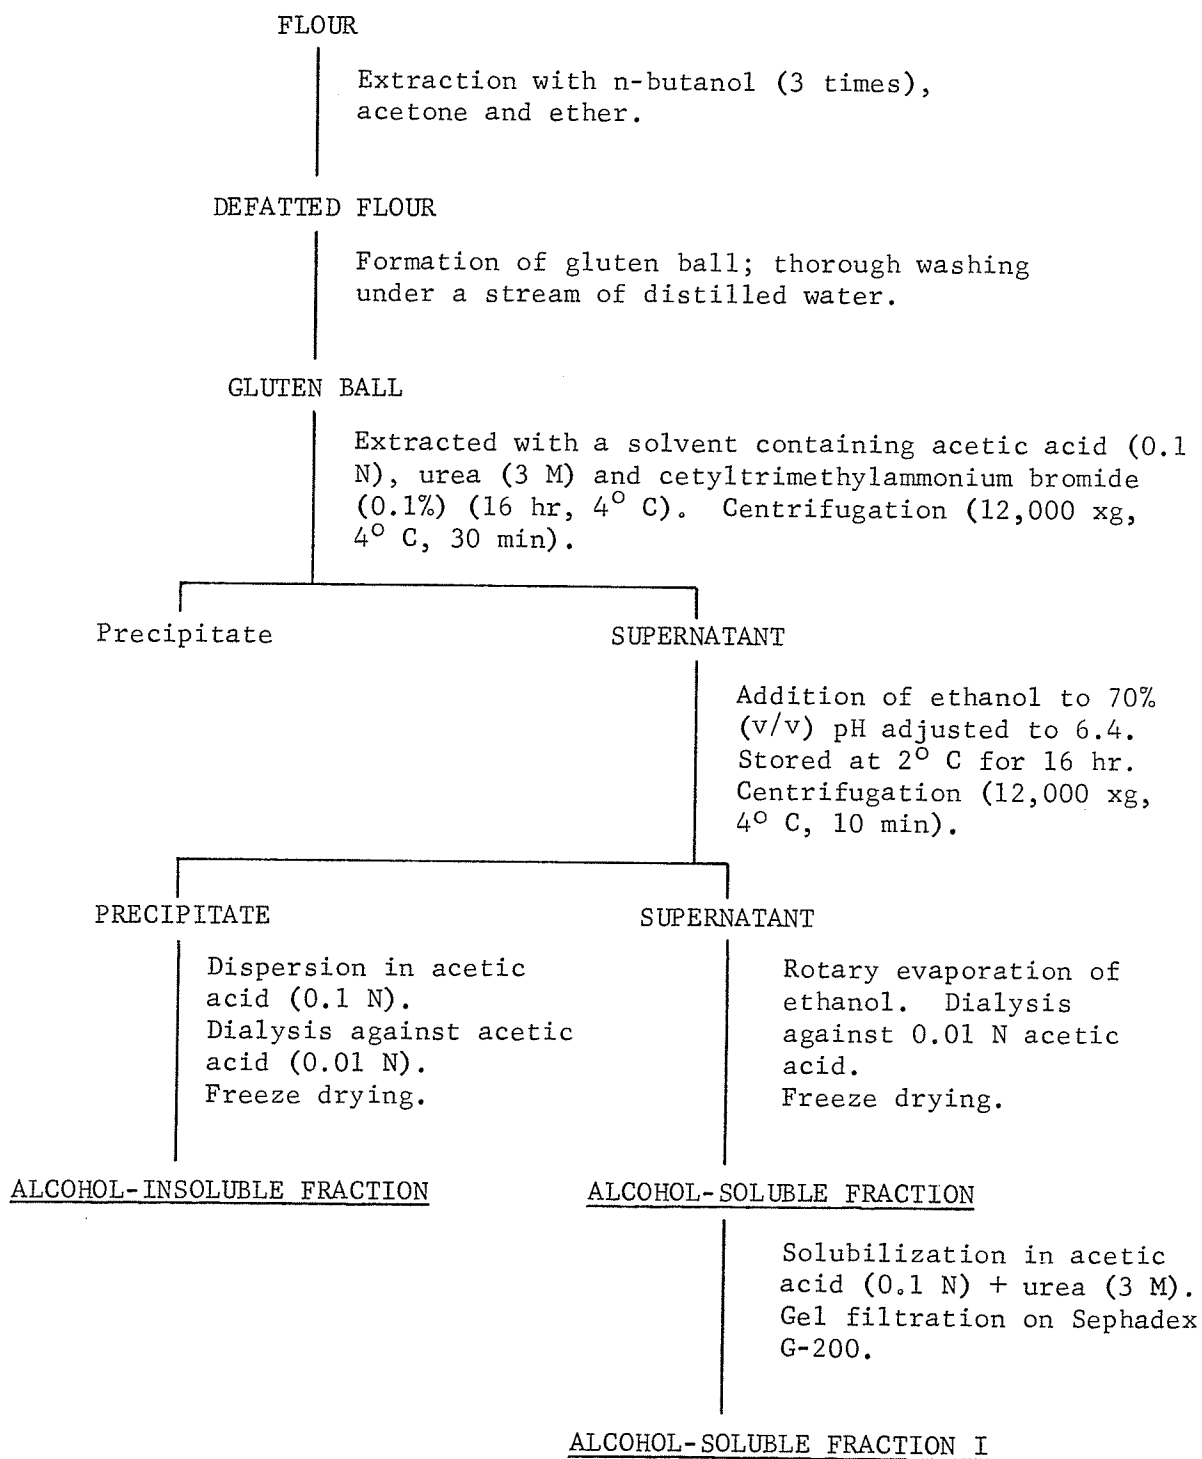 FLOUR
Extraction with n-butanol (3 times),
acetone and ether.
DEFATTED FLOUR
Formation of gluten ball; thorough washing
under a stream of distilled water.
GLUTEN BALL
Extracted with a solvent containing acetic acid (0.1
N), urea (3 M) and cetyltrimethylammonium bromide
(0.1%) (16 hr, 4° C). Centrifugation (12,000 xg,
4° C, 30 min).
Precipitate
SUPERNATANT
Addition of ethanol to 70%
(v/v) pH adjusted to 6.4.
Stored at 2° C for 16 hr.
Centrifugation (12,000 xg,
4° C, 10 min).
PRECIPITATE
Dispersion in acetic
acid (0.1 N).
Dialysis against acetic
acid (0.01 N).
Freeze drying.
ALCOHOL-INSOLUBLE FRACTION
SUPERNATANT
Rotary evaporation of
ethanol. Dialysis
against 0.01 N acetic
acid.
Freeze drying.
ALCOHOL-SOLUBLE FRACTION
Solubilization in acetic
acid (0.1 N) + urea (3 M).
Gel filtration on Sephadex
G-200.
ALCOHOL-SOLUBLE FRACTION I